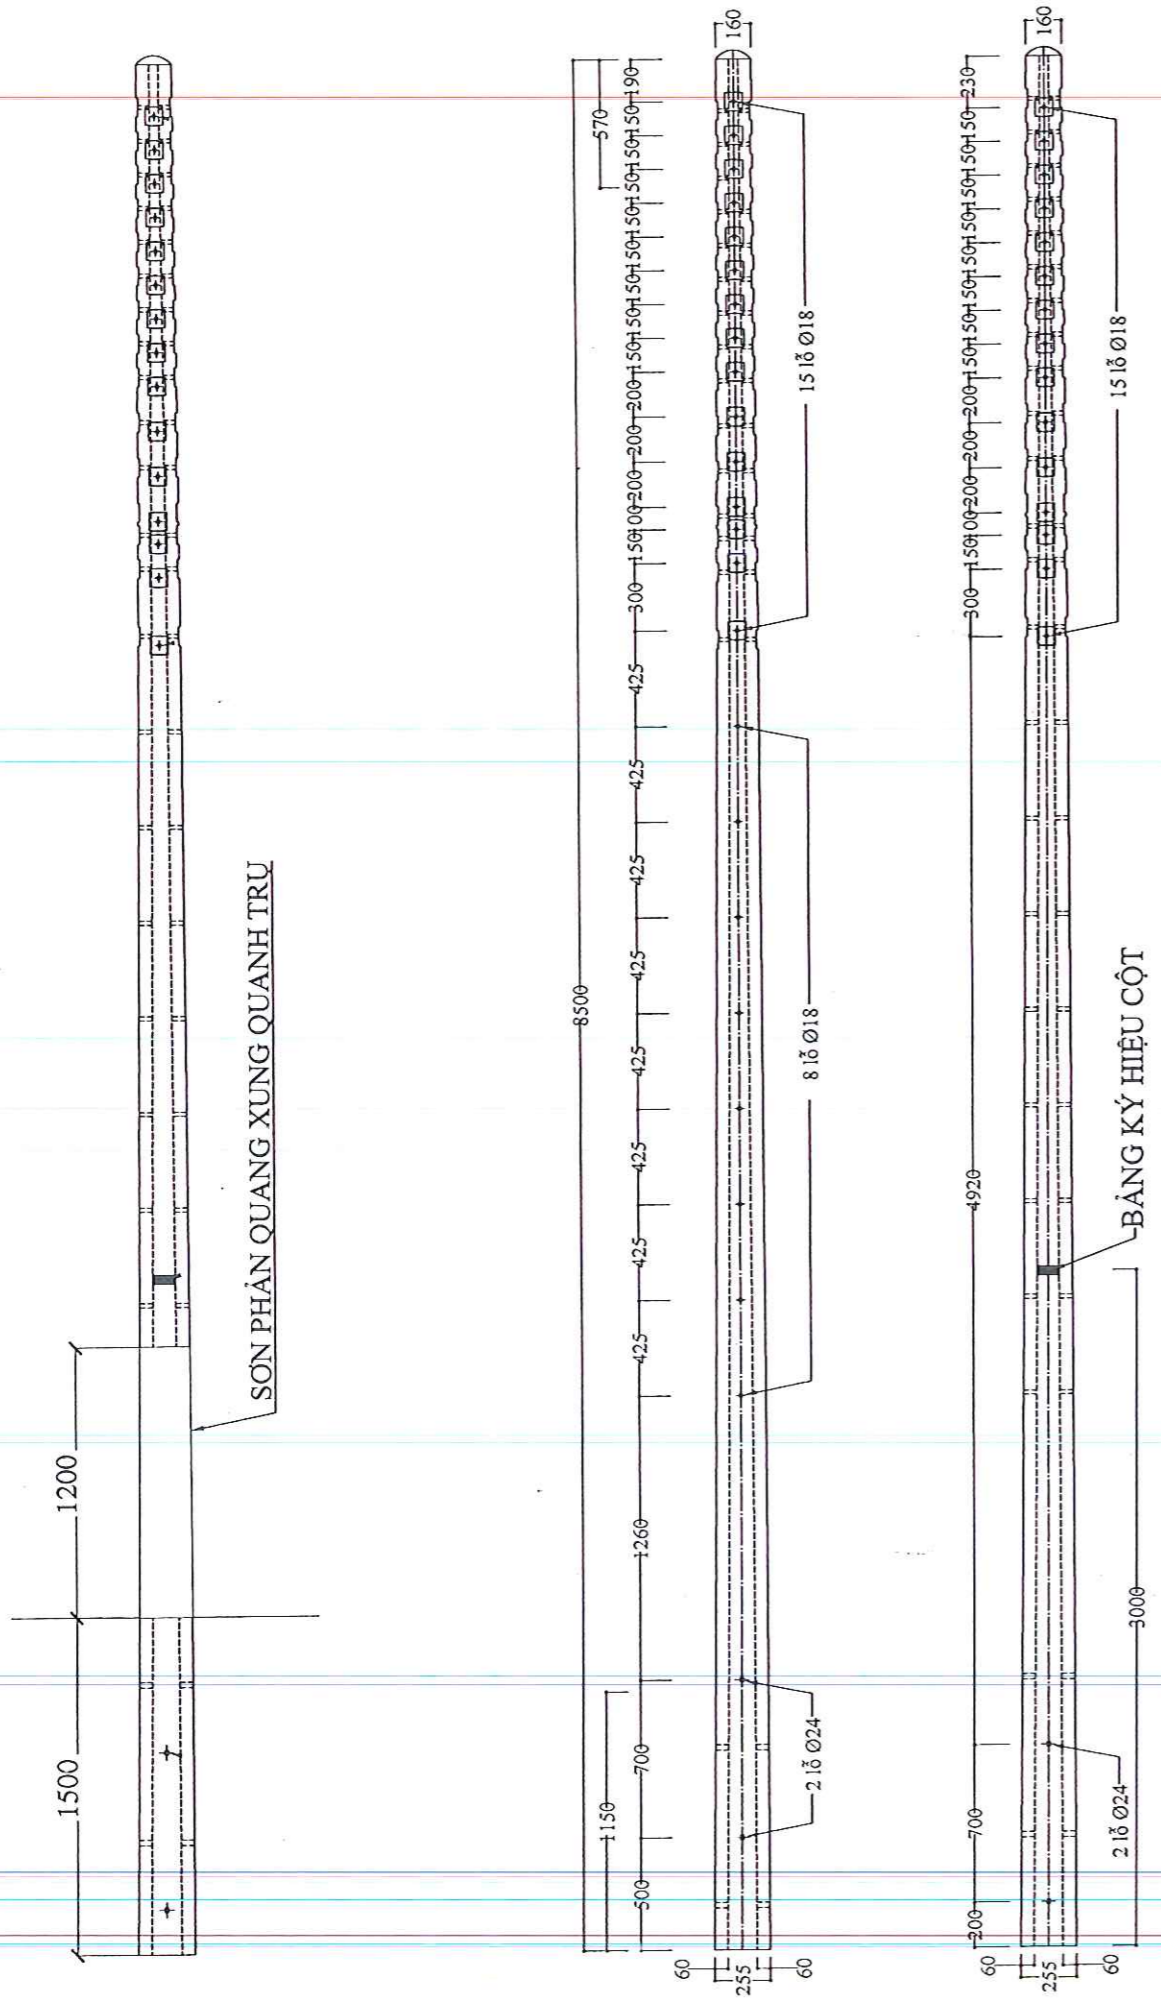 1500 1200
SƠN PHẢN QUANG XUNG QUANH TRỤ
8500
1150 570
500 700 1260 425 425 425 425 425 425 425 425 300 150 100 200 200 200 150 150 150 150 150 150 150 150 190
60
255 160
60
2 lỗ Ø24 8 lỗ Ø18 15 lỗ Ø18
200 700 4920 300 150 100 200 200 200 150 150 150 150 150 150 150 150 230
60
255 160
60
2 lỗ Ø24 15 lỗ Ø18
3000 BẢNG KÝ HIỆU CỘT